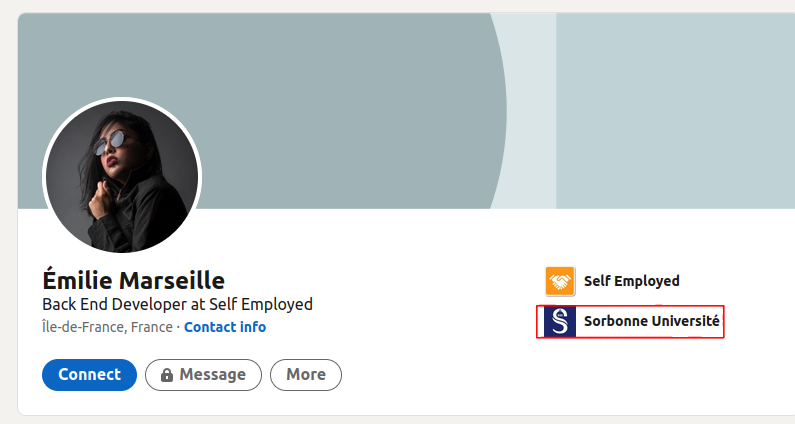 Émilie Marseille
Back End Developer at Self Employed
Île-de-France, France · Contact info
Connect
Message
More
Self Employed
Sorbonne Université